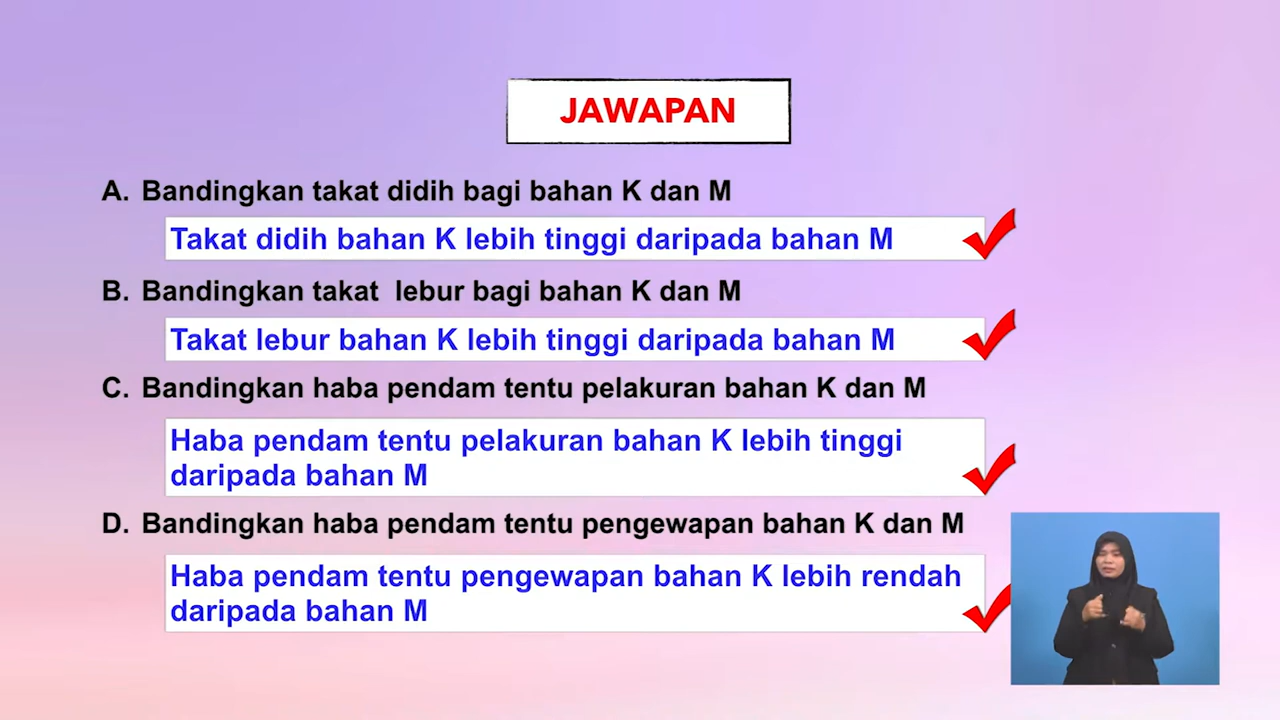 JAWAPAN
A. Bandingkan takat didih bagi bahan K dan M
Takat didih bahan K lebih tinggi daripada bahan M
B. Bandingkan takat lebur bagi bahan K dan M
Takat lebur bahan K lebih tinggi daripada bahan M
C. Bandingkan haba pendam tentu pelakuran bahan K dan M
Haba pendam tentu pelakuran bahan K lebih tinggi
daripada bahan M
D. Bandingkan haba pendam tentu pengewapan bahan K dan M
Haba pendam tentu pengewapan bahan K lebih rendah
daripada bahan M